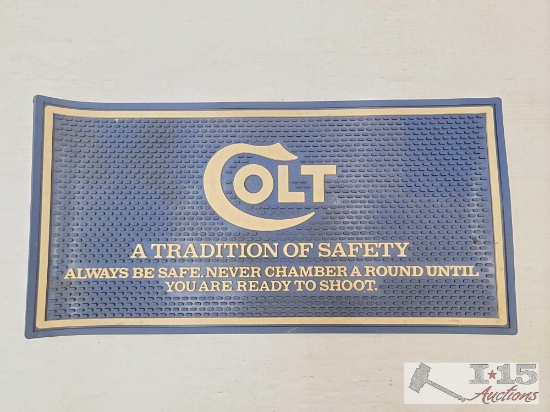 COLT
A TRADITION OF SAFETY
ALWAYS BE SAFE. NEVER CHAMBER A ROUND UNTIL
YOU ARE READY TO SHOOT.
I★15
Auctions